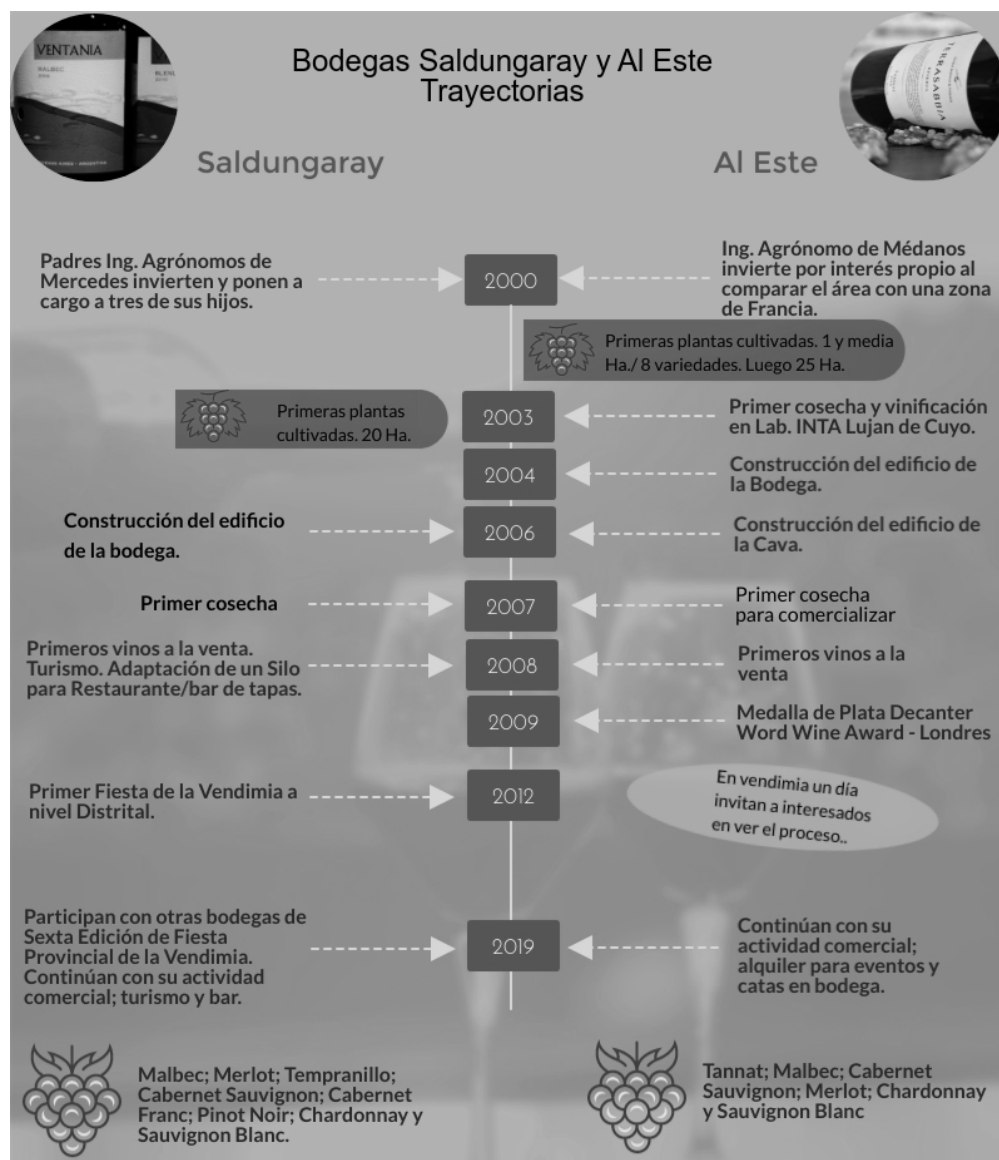 VENTANIA
MALBEC
Bodegas Saldungaray y Al Este
Trayectorias
TERRASABBIA
Saldungaray
Al Este
Padres Ing. Agrónomos de
Mercedes invierten y ponen a
cargo a tres de sus hijos.
2000
Ing. Agrónomo de Médanos
invierte por interés propio al
comparar el área con una zona
de Francia.
Primeras plantas cultivadas. 1 y media
Ha./ 8 variedades. Luego 25 Ha.
Primeras plantas
cultivadas. 20 Ha.
2003
Primer cosecha y vinificación
en Lab. INTA Lujan de Cuyo.
2004
Construcción del edificio de
la Bodega.
Construcción del edificio
de la bodega.
2006
Construcción del edificio de
la Cava.
Primer cosecha
2007
Primer cosecha
para comercializar
Primeros vinos a la venta.
Turismo. Adaptación de un Silo
para Restaurante/bar de tapas.
2008
Primeros vinos a la
venta
2009
Medalla de Plata Decanter
Word Wine Award - Londres
Primer Fiesta de la Vendimia a
nivel Distrital.
2012
En vendimia un día
invitan a interesados
en ver el proceso..
Participan con otras bodegas de
Sexta Edición de Fiesta
Provincial de la Vendimia.
Continúan con su actividad
comercial; turismo y bar.
2019
Continúan con su
actividad comercial;
alquiler para eventos y
catas en bodega.
Malbec; Merlot; Tempranillo;
Cabernet Sauvignon; Cabernet
Franc; Pinot Noir; Chardonnay y
Sauvignon Blanc.
Tannat; Malbec; Cabernet
Sauvignon; Merlot; Chardonnay
y Sauvignon Blanc